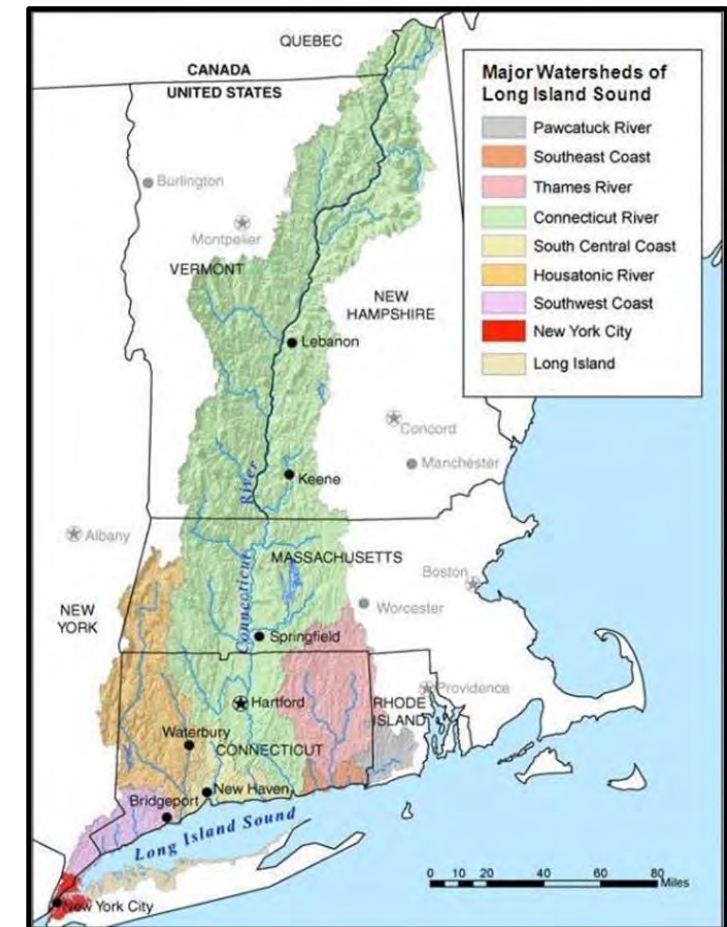 QUEBEC
CANADA
UNITED STATES
Major Watersheds of
Long Island Sound
Pawcatuck River
Southeast Coast
Thames River
Connecticut River
South Central Coast
Housatonic River
Southwest Coast
New York City
Long Island
Burlington
Montpelier
VERMONT
NEW
HAMPSHIRE
Lebanon
Concord
Manchester
Keene
Connecticut River
Albany
MASSACHUSETTS
Boston
NEW
YORK
Worcester
Springfield
Hartford
Providence
RHODE
ISLAND
Waterbury
CONNECTICUT
New Haven
Bridgeport
Long Island Sound
New York City
0 5 10 20 40 60 80
Miles